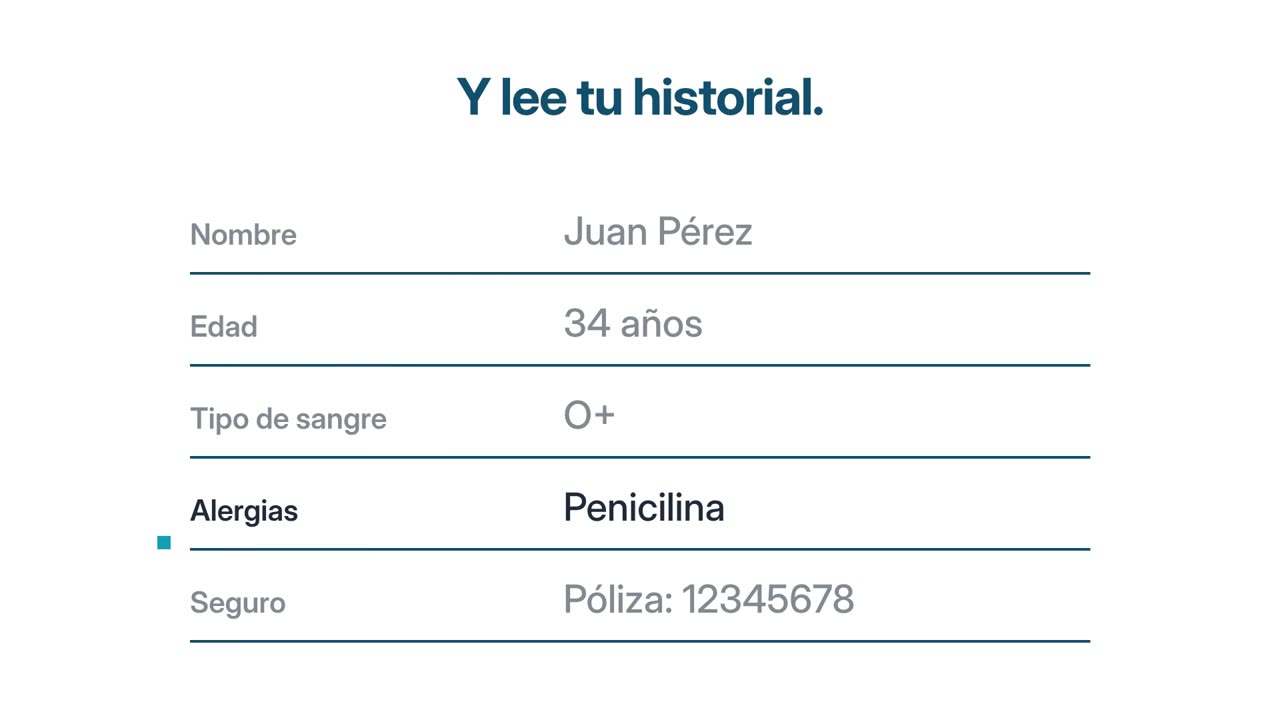 Y lee tu historial.
Nombre Juan Pérez
Edad 34 años
Tipo de sangre O+
Alergias Penicilina
Seguro Póliza: 12345678